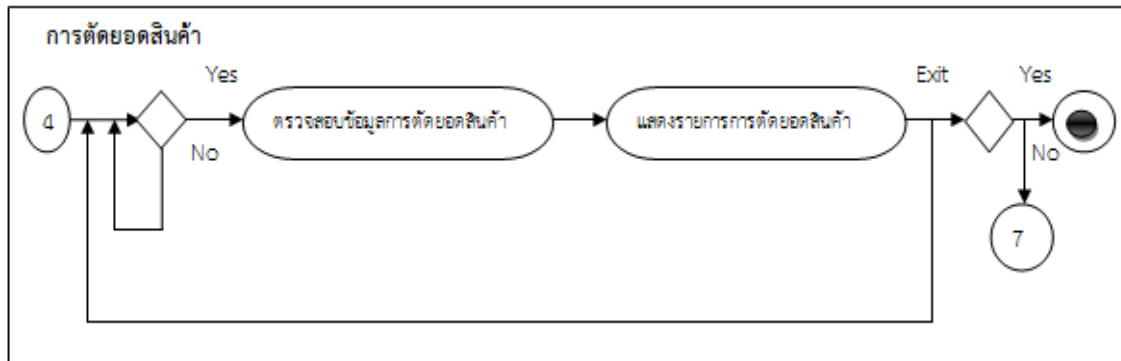 การตัดยอดสินค้า
Yes
Exit
Yes
4
ตรวจสอบข้อมูลการตัดยอดสินค้า
แสดงรายการการตัดยอดสินค้า
No
No
7